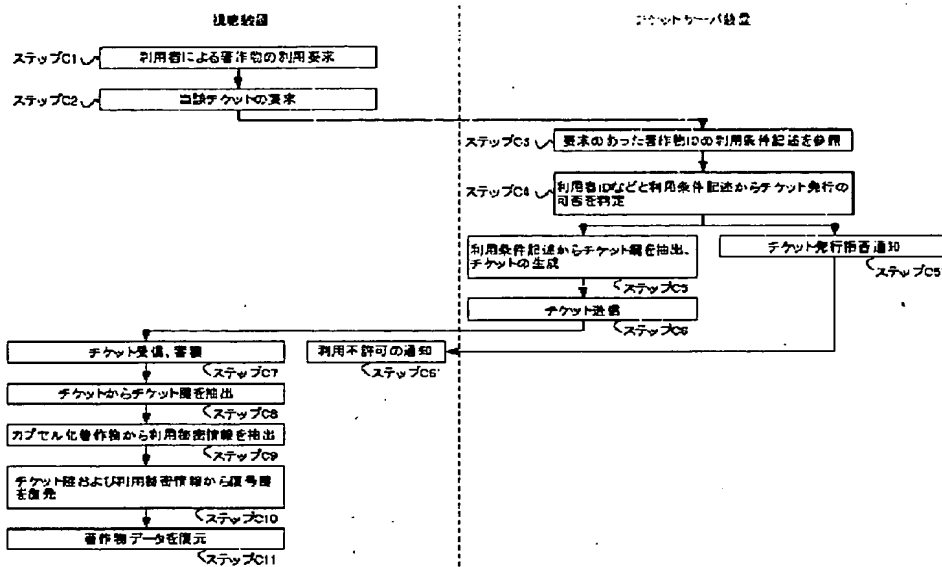 視聴装置
チケットサーバ装置
ステップC1
利用者による著作物の利用要求
ステップC2
当該チケットの要求
ステップC3
要求のあった著作物IDの利用条件記述を参照
ステップC4
利用者IDなどと利用条件記述からチケット発行の
可否を判定
利用条件記述からチケット鍵を抽出、
チケットの生成
ステップC5
チケット発行拒否通知
ステップC5'
チケット送信
ステップC6
チケット受信、蓄積
ステップC7
利用不許可の通知
ステップC6'
チケットからチケット鍵を抽出
ステップC8
カプセル化著作物から利用秘密情報を抽出
ステップC9
チケット鍵および利用秘密情報から復号鍵
を復元
ステップC10
著作物データを復元
ステップC11